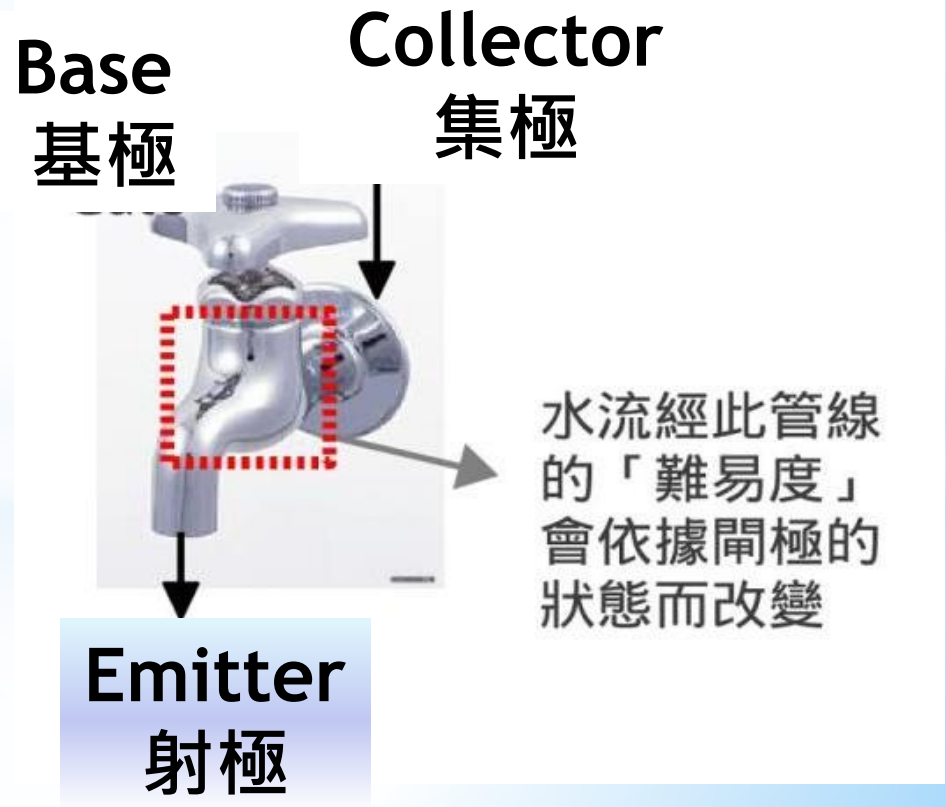 Base
基極
Collector
集極
水流經此管線
的「難易度」
會依據閘極的
狀態而改變
Emitter
射極